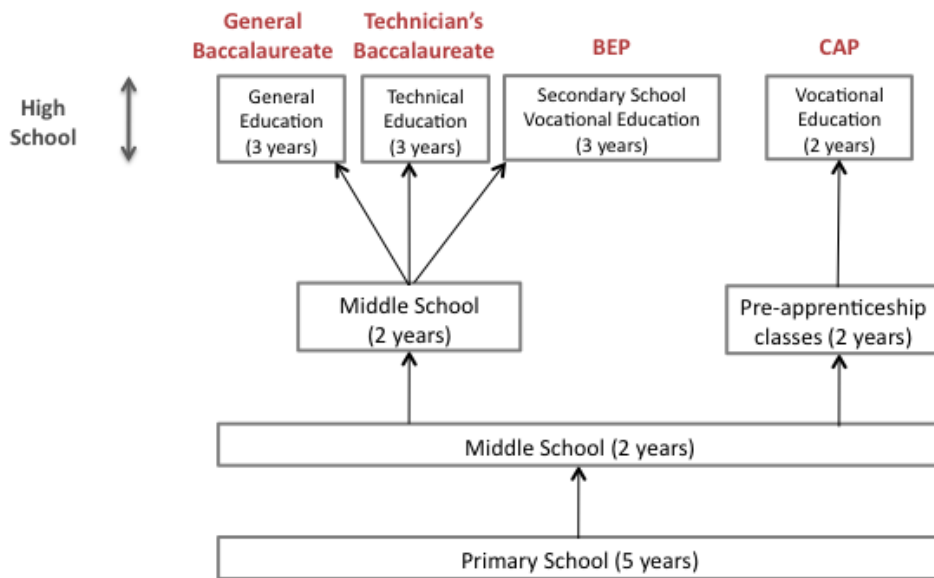 General
Baccalaureate
Technician's
Baccalaureate
BEP
CAP
High
School
General
Education
(3 years)
Technical
Education
(3 years)
Secondary School
Vocational Education
(3 years)
Vocational
Education
(2 years)
Middle School
(2 years)
Pre-apprenticeship
classes (2 years)
Middle School (2 years)
Primary School (5 years)